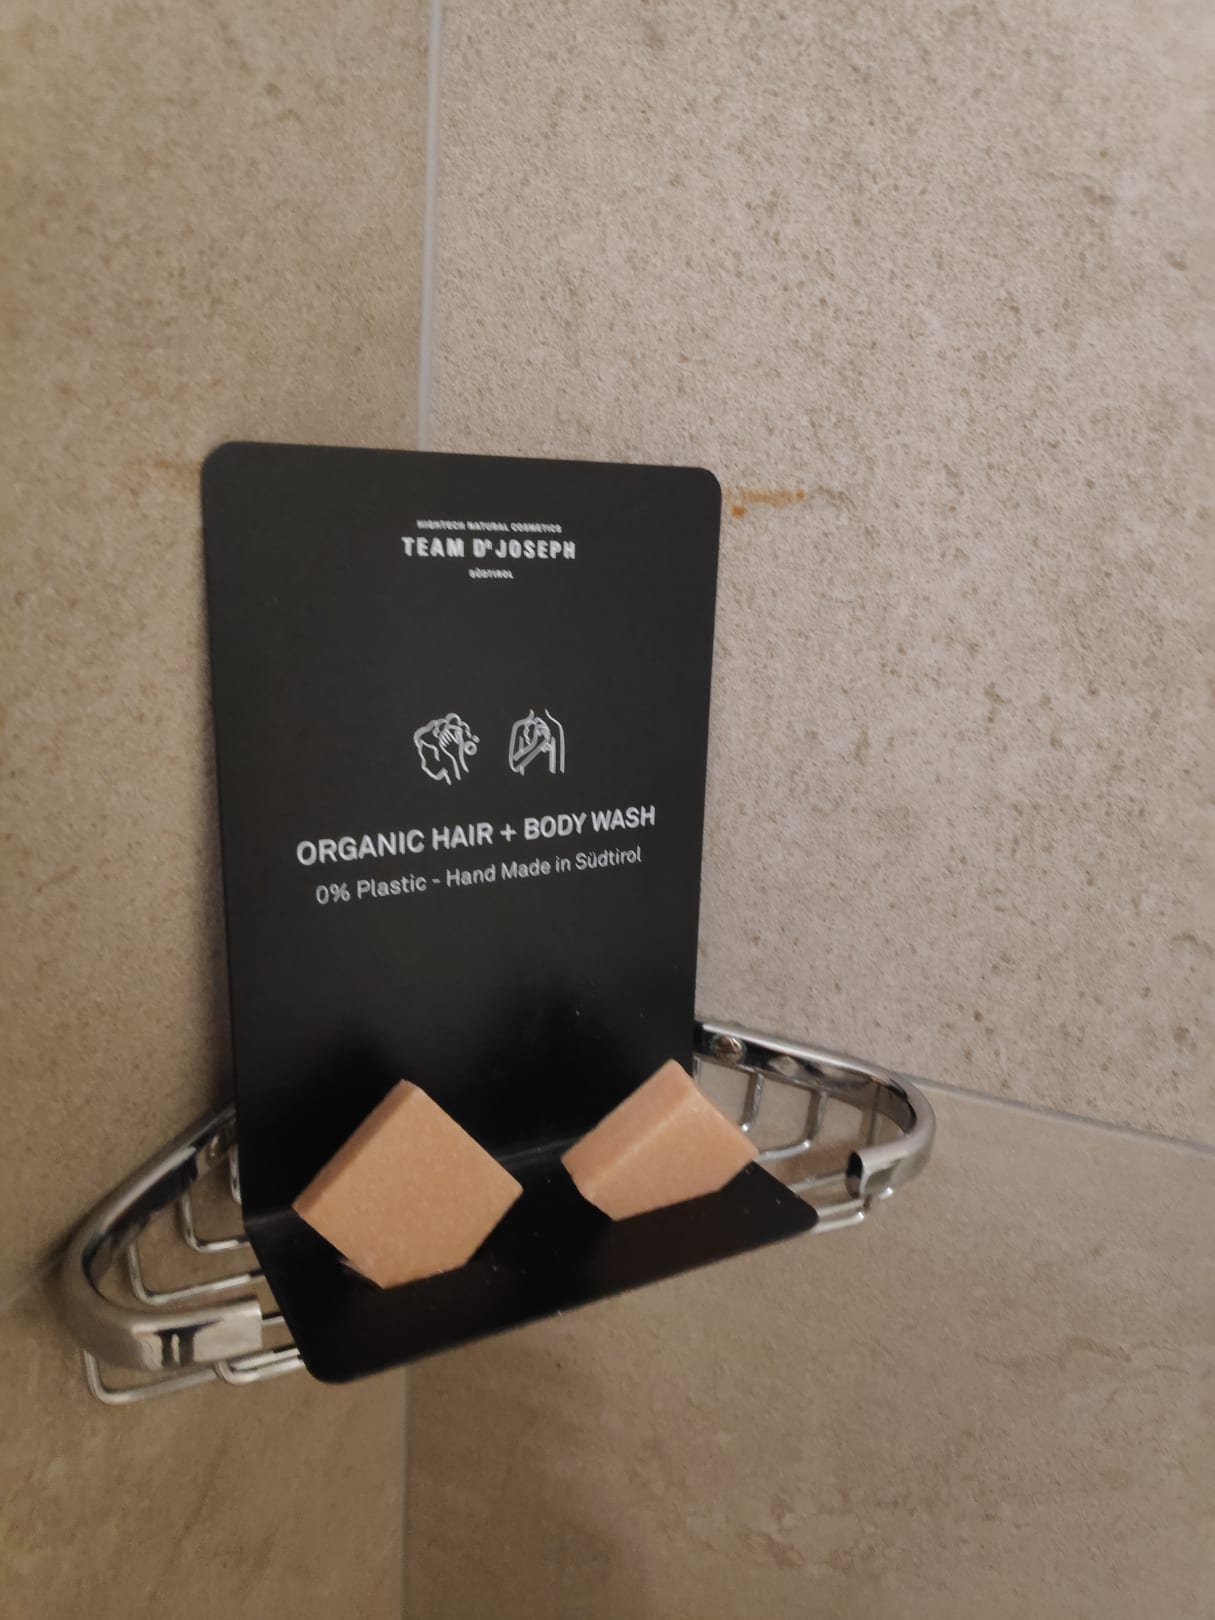 HIGHTECH NATURAL COSMETICS
TEAM DR JOSEPH
SÜDTIROL
ORGANIC HAIR + BODY WASH
0% Plastic - Hand Made in Südtirol